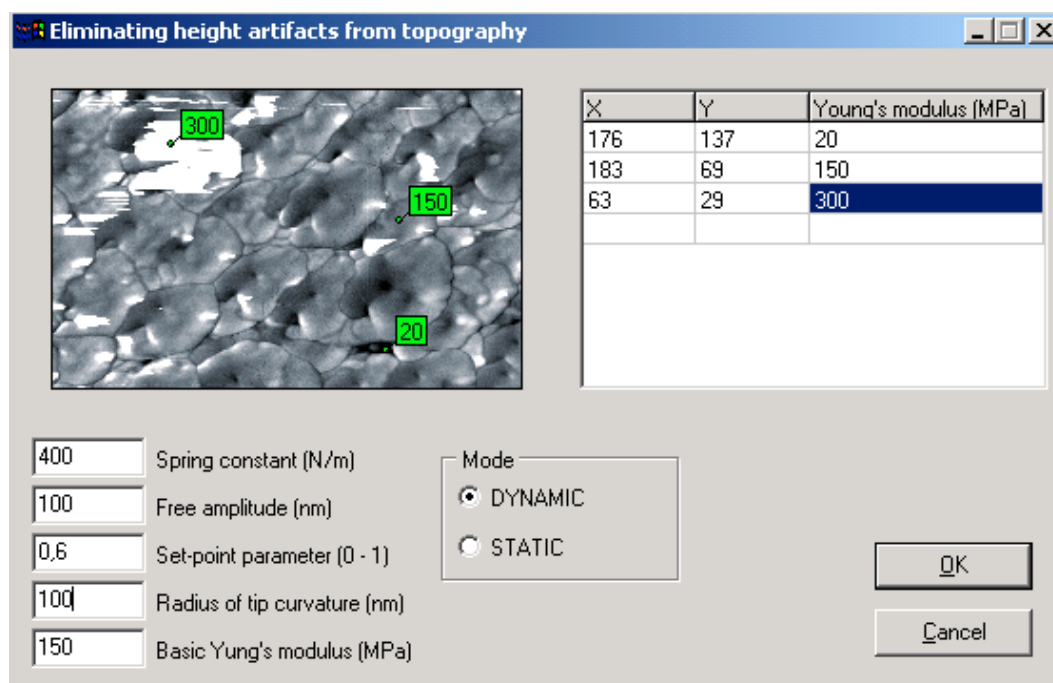 Eliminating height artifacts from topography
300
150
20
X Y Young's modulus (MPa)
176 137 20
183 69 150
63 29 300
400 Spring constant (N/m)
100 Free amplitude (nm)
0,6 Set-point parameter (0 - 1)
100 Radius of tip curvature (nm)
150 Basic Yung's modulus (MPa)
Mode
DYNAMIC
STATIC
OK
Cancel